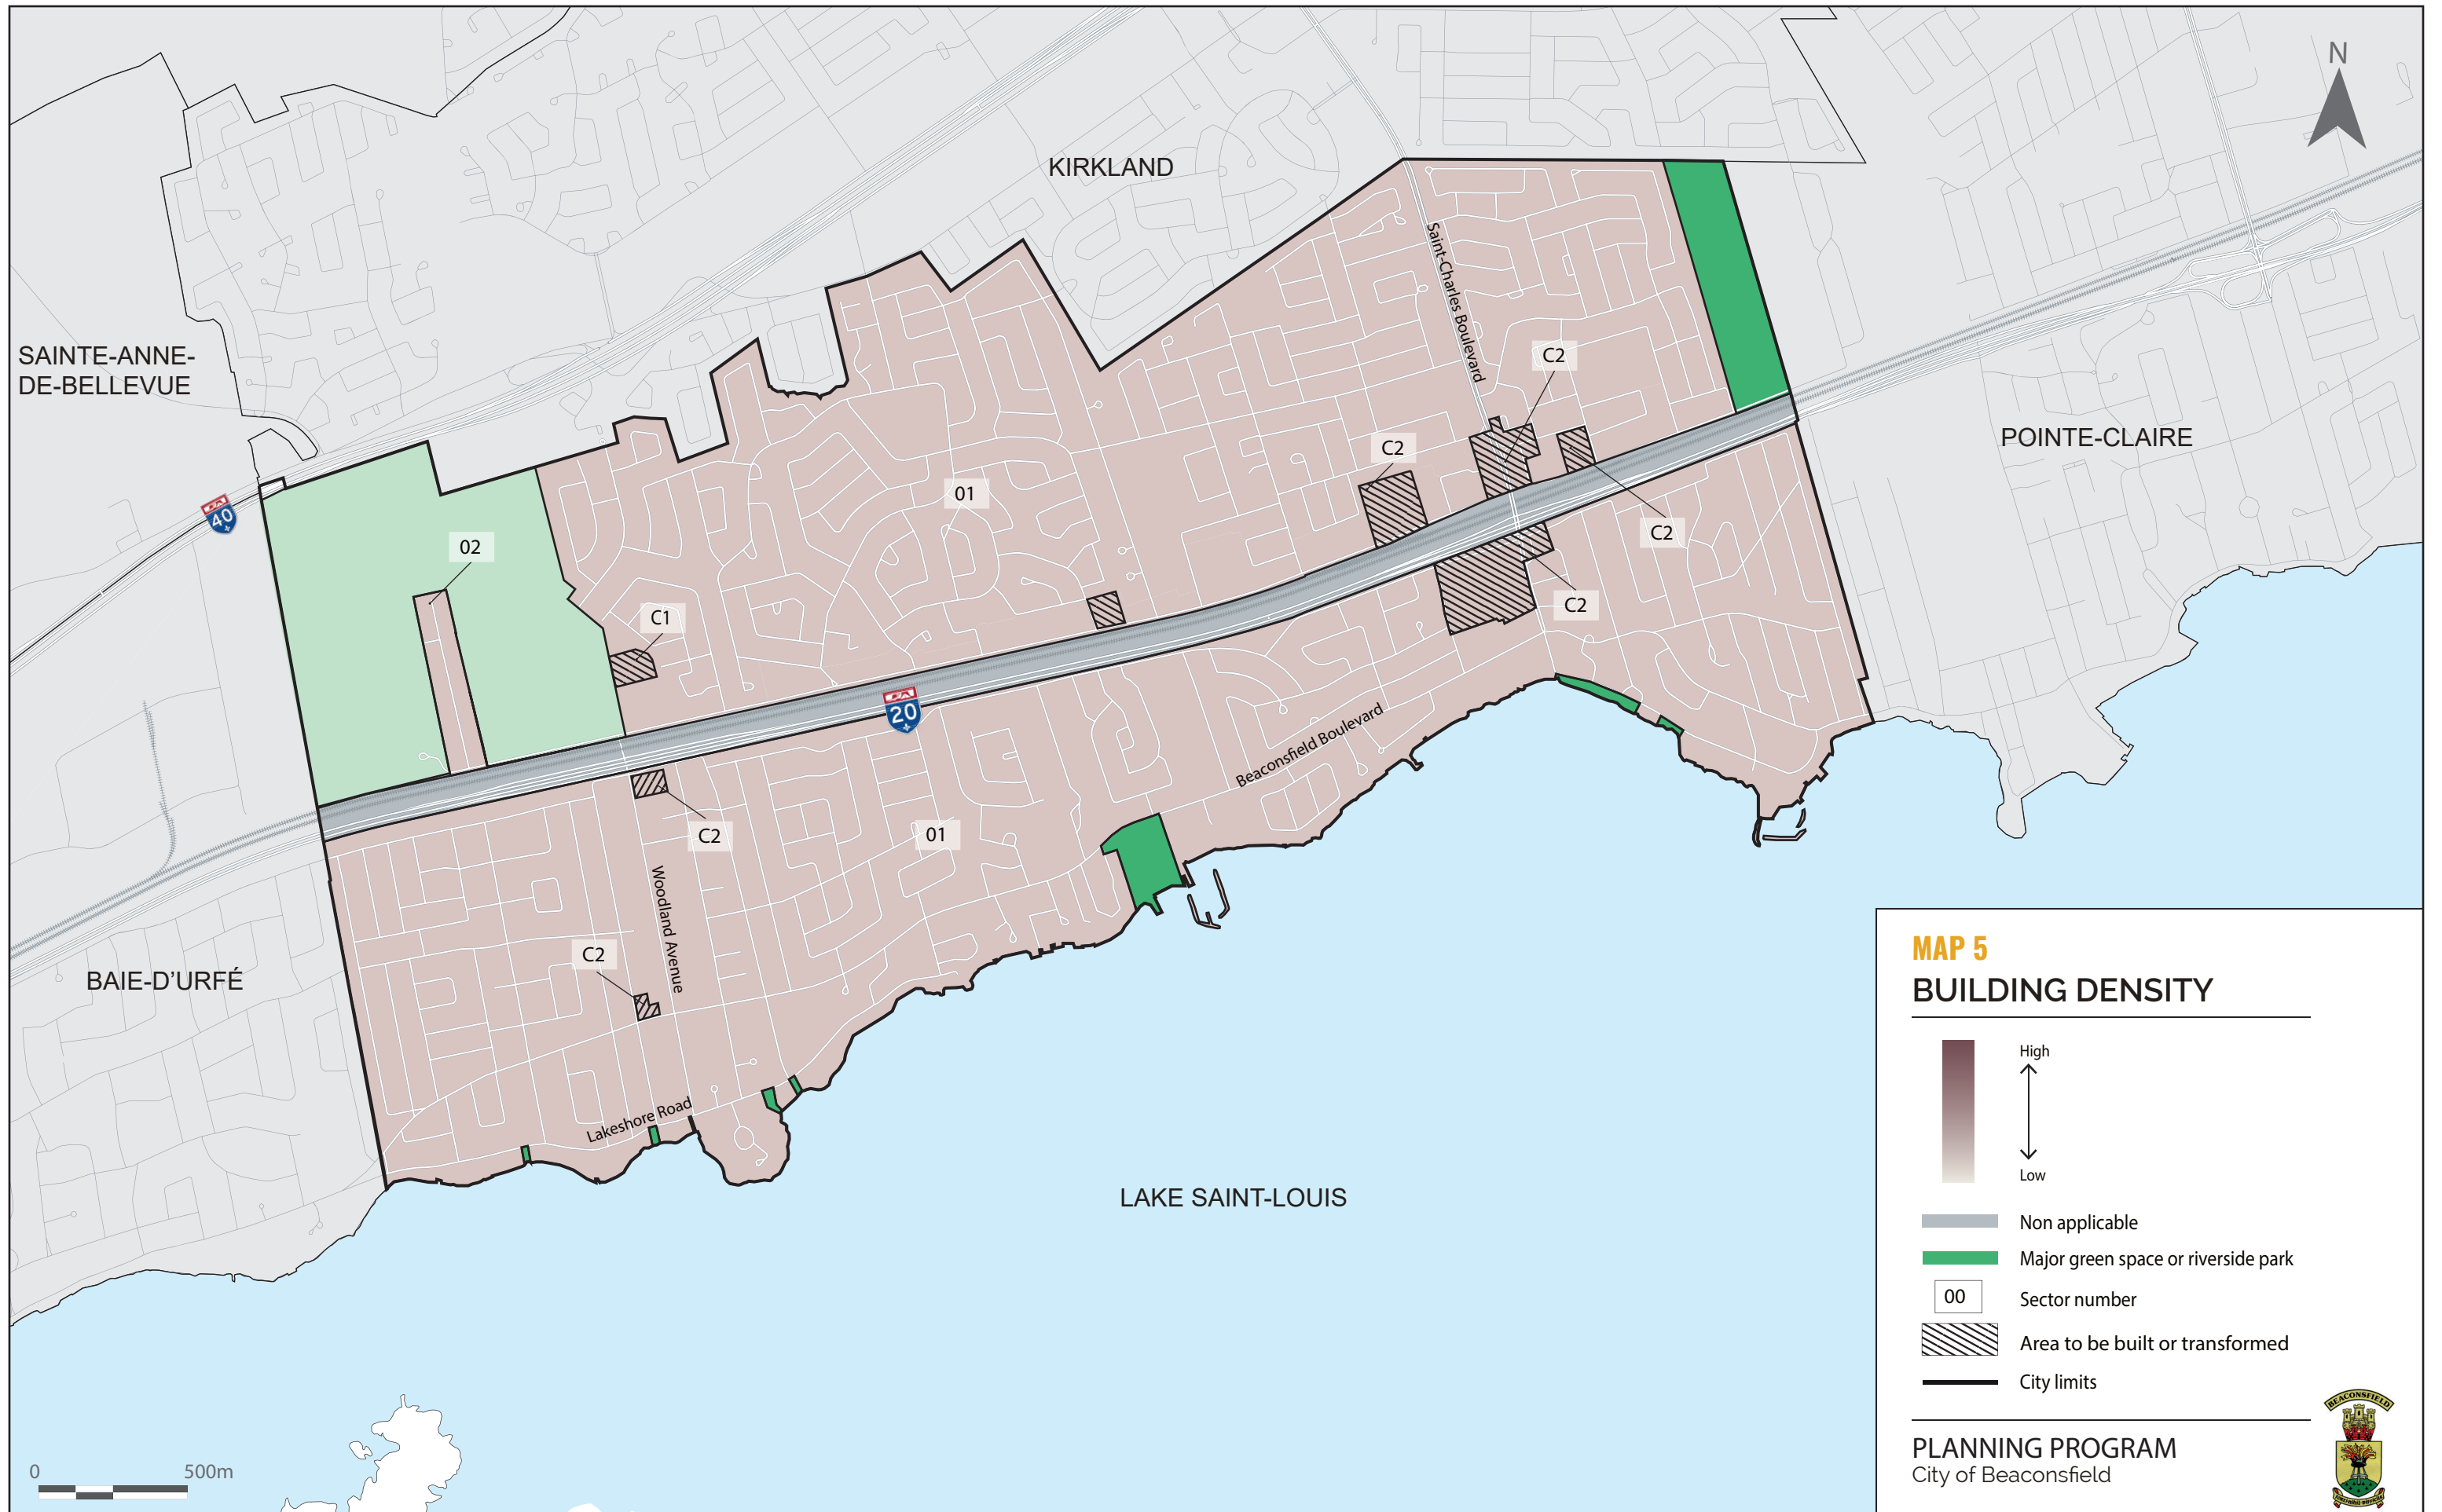 N
KIRKLAND
SAINTE-ANNE-
DE-BELLEVUE
Saint-Charles Boulevard
C2
POINTE-CLAIRE
C2
01
40
02
C2
C2
C1
20
Beaconsfield Boulevard
C2
01
Woodland Avenue
C2
BAIE-D'URFÉ
Lakeshore Road
LAKE SAINT-LOUIS
0 500m
MAP 5
BUILDING DENSITY
High
Low
Non applicable
Major green space or riverside park
00 Sector number
Area to be built or transformed
City limits
PLANNING PROGRAM
City of Beaconsfield
BEACONSFIELD